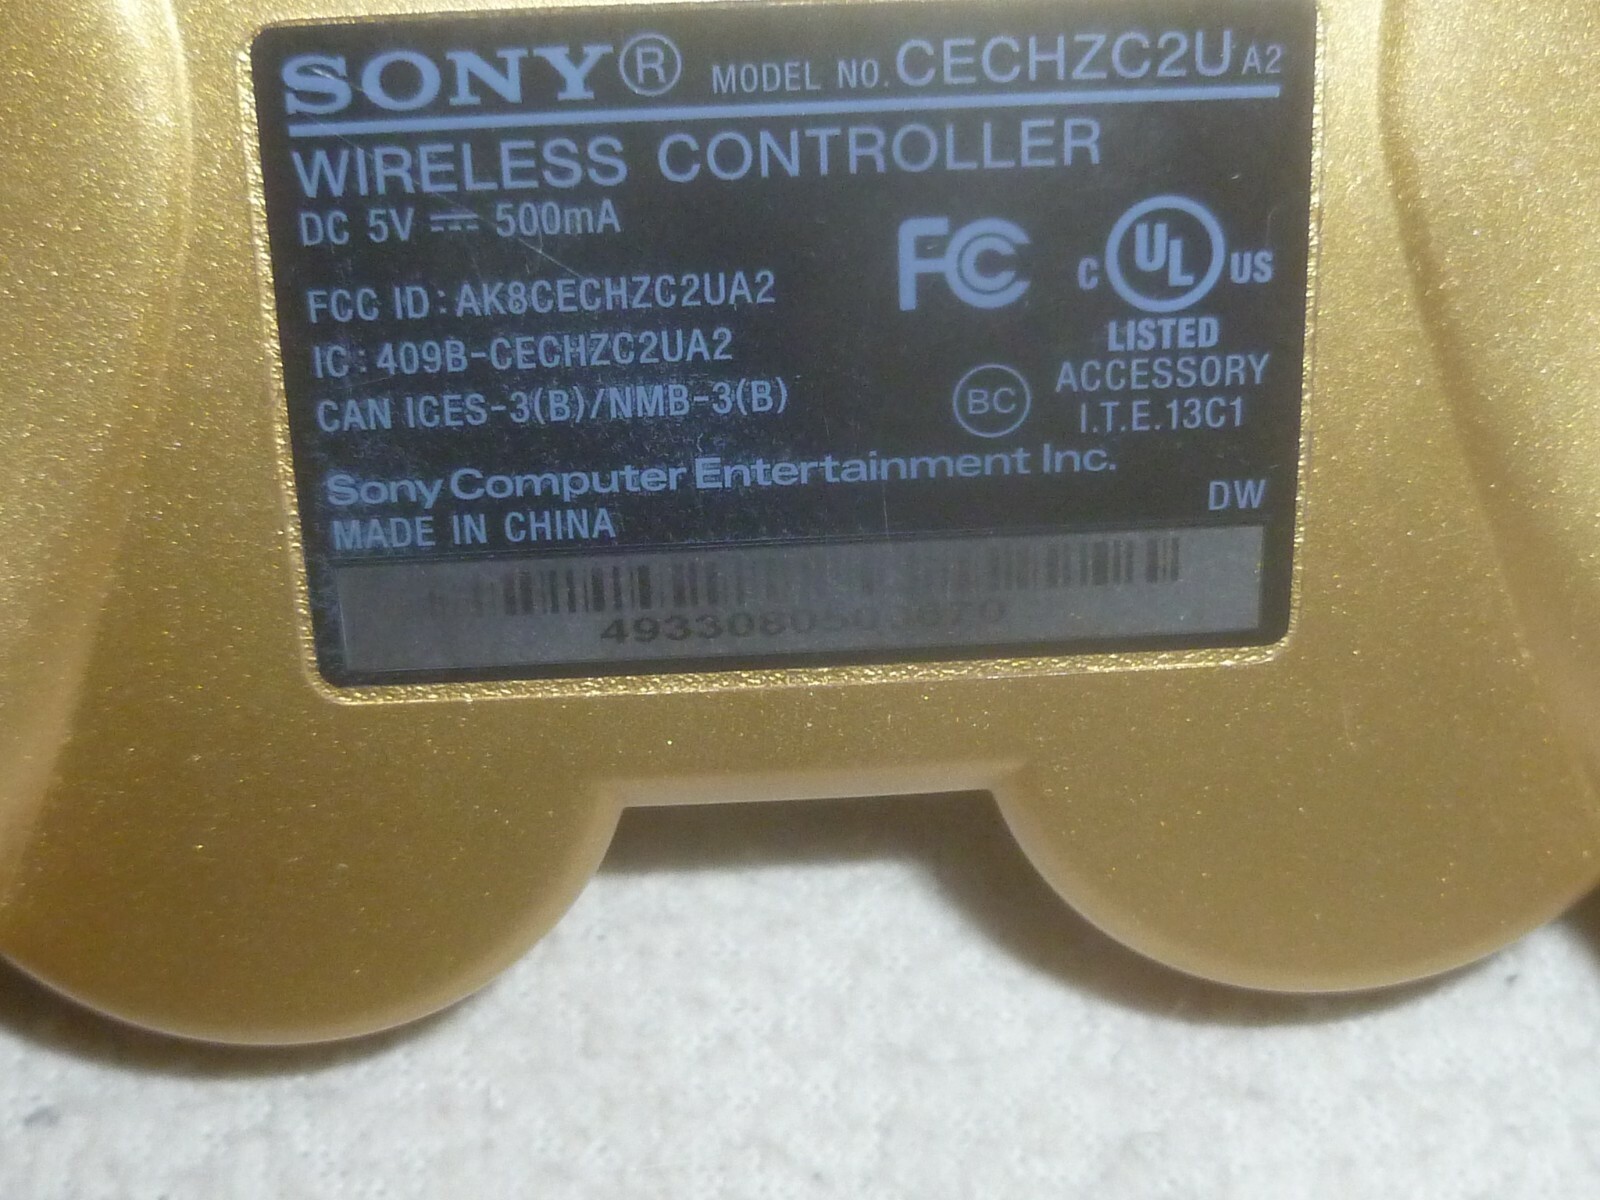 SONY® MODEL NO. CECHZC2U A2
WIRELESS CONTROLLER
DC 5V ⎓ 500mA
FC
C UL US
LISTED
FCC ID : AK8CECHZC2UA2
IC : 409B-CECHZC2UA2
CAN ICES-3(B)/NMB-3(B)
BC
ACCESSORY
I.T.E.13C1
Sony Computer Entertainment Inc.
DW
MADE IN CHINA